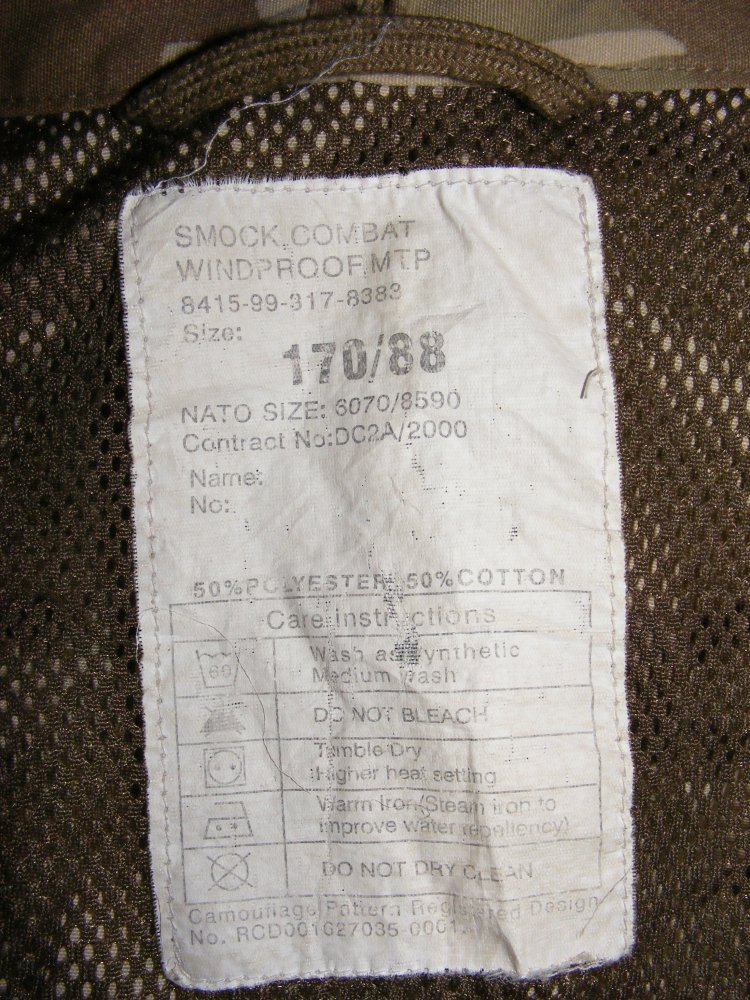 SMOCK COMBAT
WINDPROOF MTP
8415-99-317-8383
Size:
170/88
NATO SIZE: 6070/8590
Contract No:DC2A/2000
Name:
No:
50%POLYESTER 50%COTTON
Care instructions
60
Wash as Synthetic
Medium wash
DO NOT BLEACH
Tumble Dry
Higher heat setting
Warm Iron(Steam iron to
improve water repellency)
DO NOT DRY CLEAN
Camouflage Pattern Registered Design
No. RCD001627035-0001